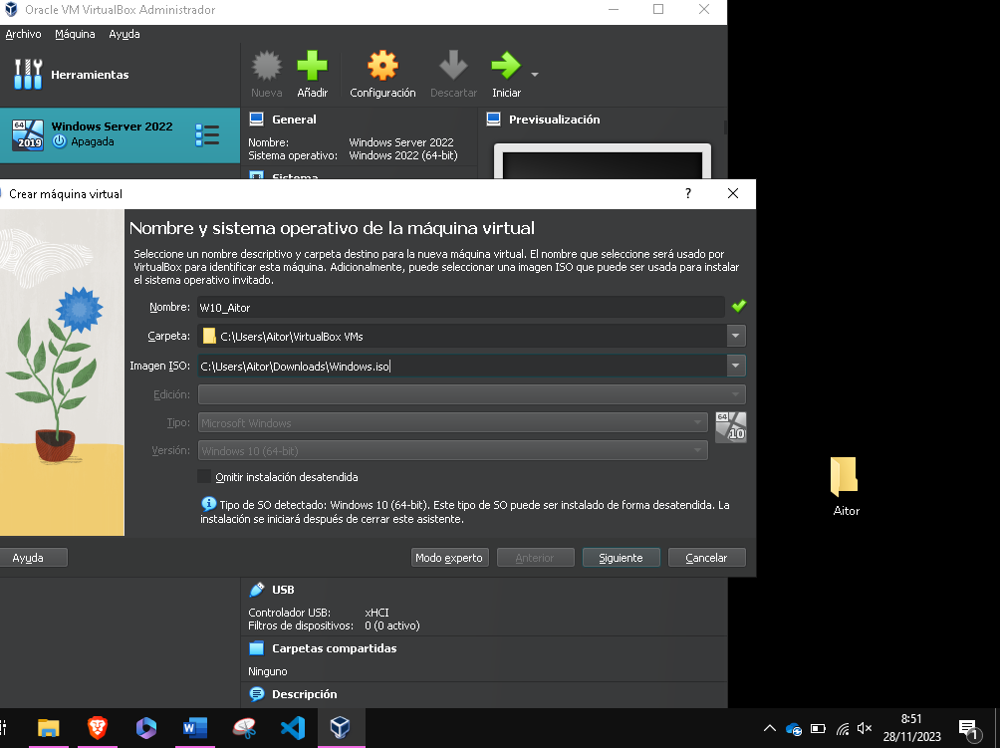 Oracle VM VirtualBox Administrador
Archivo Máquina Ayuda
Herramientas
Nueva Añadir Configuración Descartar Iniciar
64
2019
Windows Server 2022
Apagada
General
Nombre: Windows Server 2022
Sistema operativo: Windows 2022 (64-bit)
Sistema
Previsualización
Crear máquina virtual
?
Nombre y sistema operativo de la máquina virtual
Seleccione un nombre descriptivo y carpeta destino para la nueva máquina virtual. El nombre que seleccione será usado por
VirtualBox para identificar esta máquina. Adicionalmente, puede seleccionar una imagen ISO que puede ser usada para instalar
el sistema operativo invitado.
Nombre: W10_Aitor
Carpeta: C:\Users\Aitor\VirtualBox VMs
Imagen ISO: C:\Users\Aitor\Downloads\Windows.iso
Edición:
Tipo: Microsoft Windows
Versión: Windows 10 (64-bit)
64
10
Omitir instalación desatendida
Tipo de SO detectado: Windows 10 (64-bit). Este tipo de SO puede ser instalado de forma desatendida. La
instalación se iniciará después de cerrar este asistente.
Ayuda Modo experto Anterior Siguiente Cancelar
Aitor
USB
Controlador USB: xHCI
Filtros de dispositivos: 0 (0 activo)
Carpetas compartidas
Ninguno
Descripción
8:51
28/11/2023
1